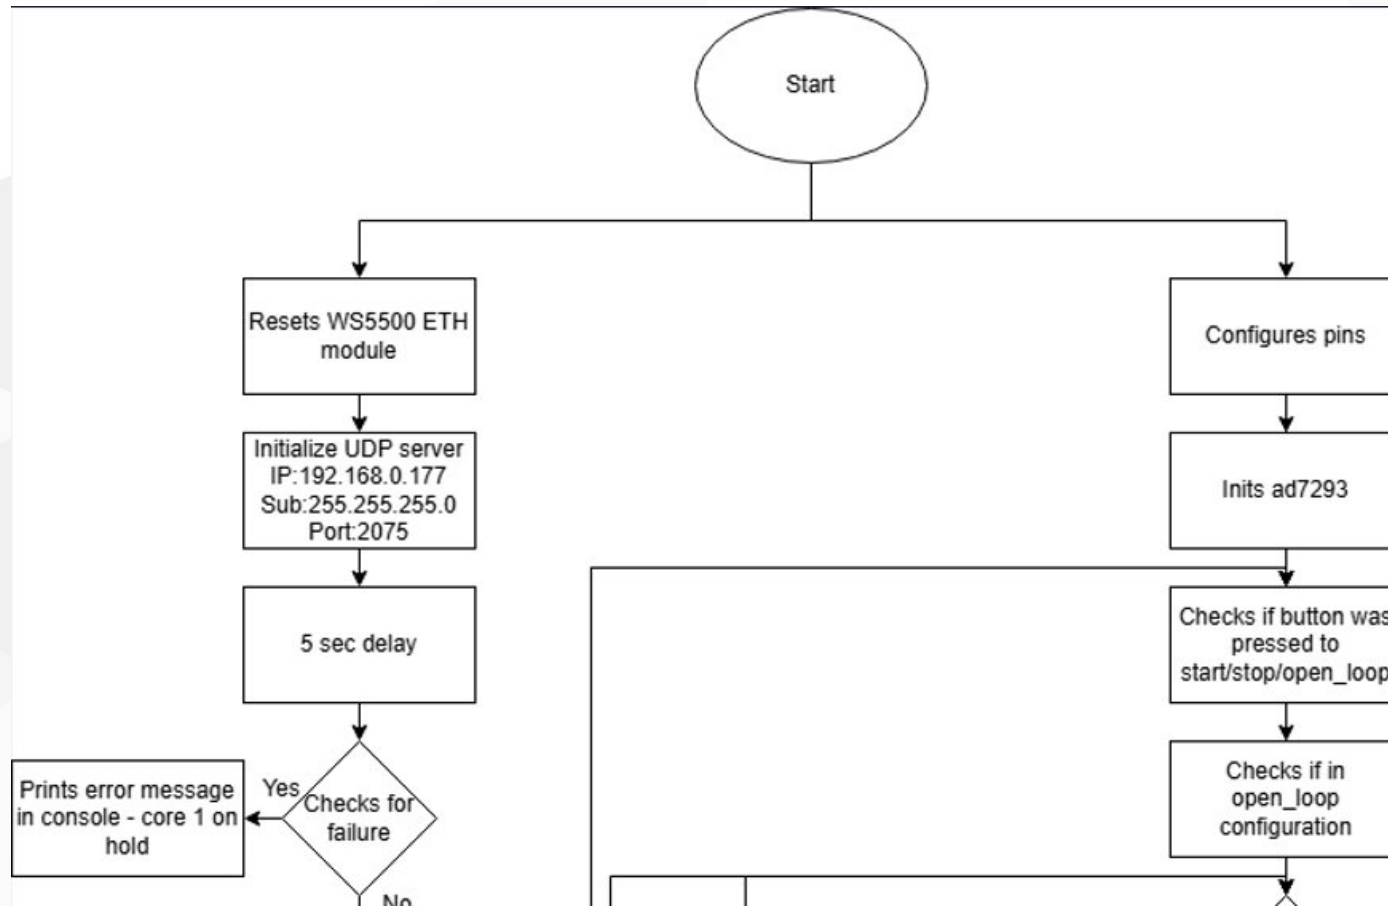 Start
Resets WS5500 ETH
module
Configures pins
Initialize UDP server
IP:192.168.0.177
Sub:255.255.255.0
Port:2075
Inits ad7293
5 sec delay
Checks if button was
pressed to
start/stop/open_loop
Prints error message
in console - core 1 on
hold
Yes
Checks for
failure
Checks if in
open_loop
configuration
No